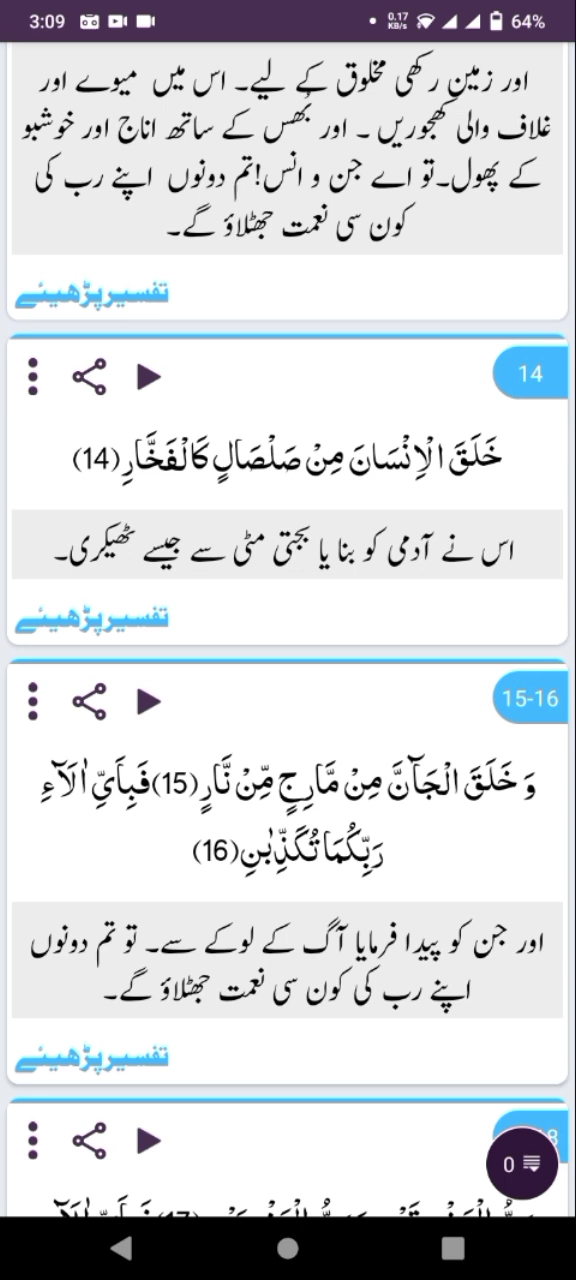 3:09
0.17 KB/s
64%
اور زمین رکھی مخلوق کے لیے۔ اس میں میوے اور
غلاف والی کھجوریں ۔ اور بُھس کے ساتھ اناج اور خوشبو
کے پھول۔تو اے جن و انس!تم دونوں اپنے رب کی
کون سی نعمت جھٹلاؤ گے۔
تفسیر پڑھیئے
14
خَلَقَ الْاِنْسَانَ مِنْ صَلْصَالٍ كَالْفَخَّارِ(14)
اس نے آدمی کو بنا یا بجتی مٹی سے جیسے ٹھیکری۔
تفسیر پڑھیئے
15-16
وَ خَلَقَ الْجَآنَّ مِنْ مَّارِجٍ مِّنْ نَّارٍ(15)فَبِاَیِّ اٰلَآءِ
رَبِّكُمَا تُكَذِّبٰنِ(16)
اور جن کو پیدا فرمایا آگ کے لوکے سے۔ تو تم دونوں
اپنے رب کی کون سی نعمت جھٹلاؤ گے۔
تفسیر پڑھیئے
0